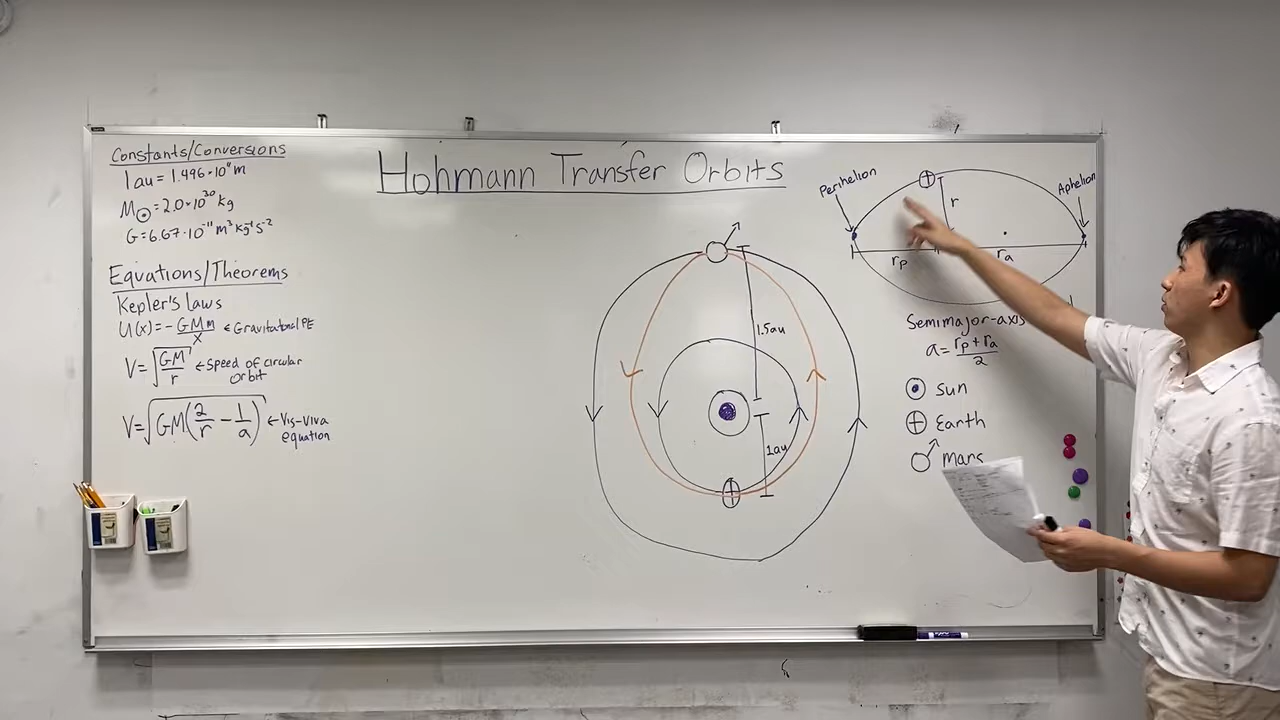 Constants/Conversions
1au = 1.496·10¹¹m
M☉ = 2.0·10³⁰ kg
G=6.67·10⁻¹¹ m³kg⁻¹s⁻²
Equations/Theorems
Kepler's laws
U(x) = - GMm/x ← Gravitational PE
V = √(GM/r) ← Speed of circular
orbit
V = √(GM(2/r - 1/a)) ← Vis-viva
equation
Hohmann Transfer Orbits
1.5au
1au
Perihelion
Aphelion
r
rₚ
rₐ
Semimajor-axis
a = (rₚ + rₐ)/2
☉ sun
⊕ Earth
♂ mars